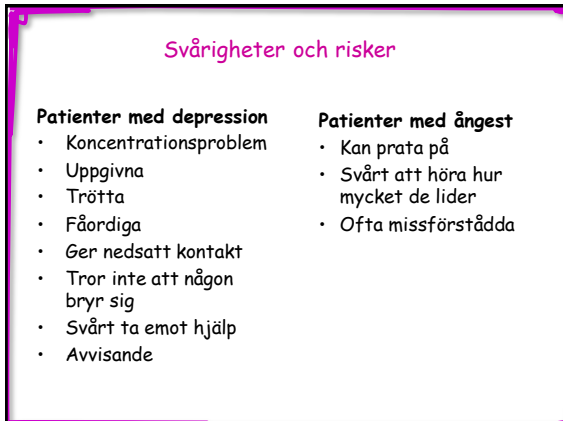 Svårigheter och risker
Patienter med depression
• Koncentrationsproblem
• Uppgivna
• Trötta
• Fåordiga
• Ger nedsatt kontakt
• Tror inte att någon
bryr sig
• Svårt ta emot hjälp
• Avvisande
Patienter med ångest
• Kan prata på
• Svårt att höra hur
mycket de lider
• Ofta missförstådda